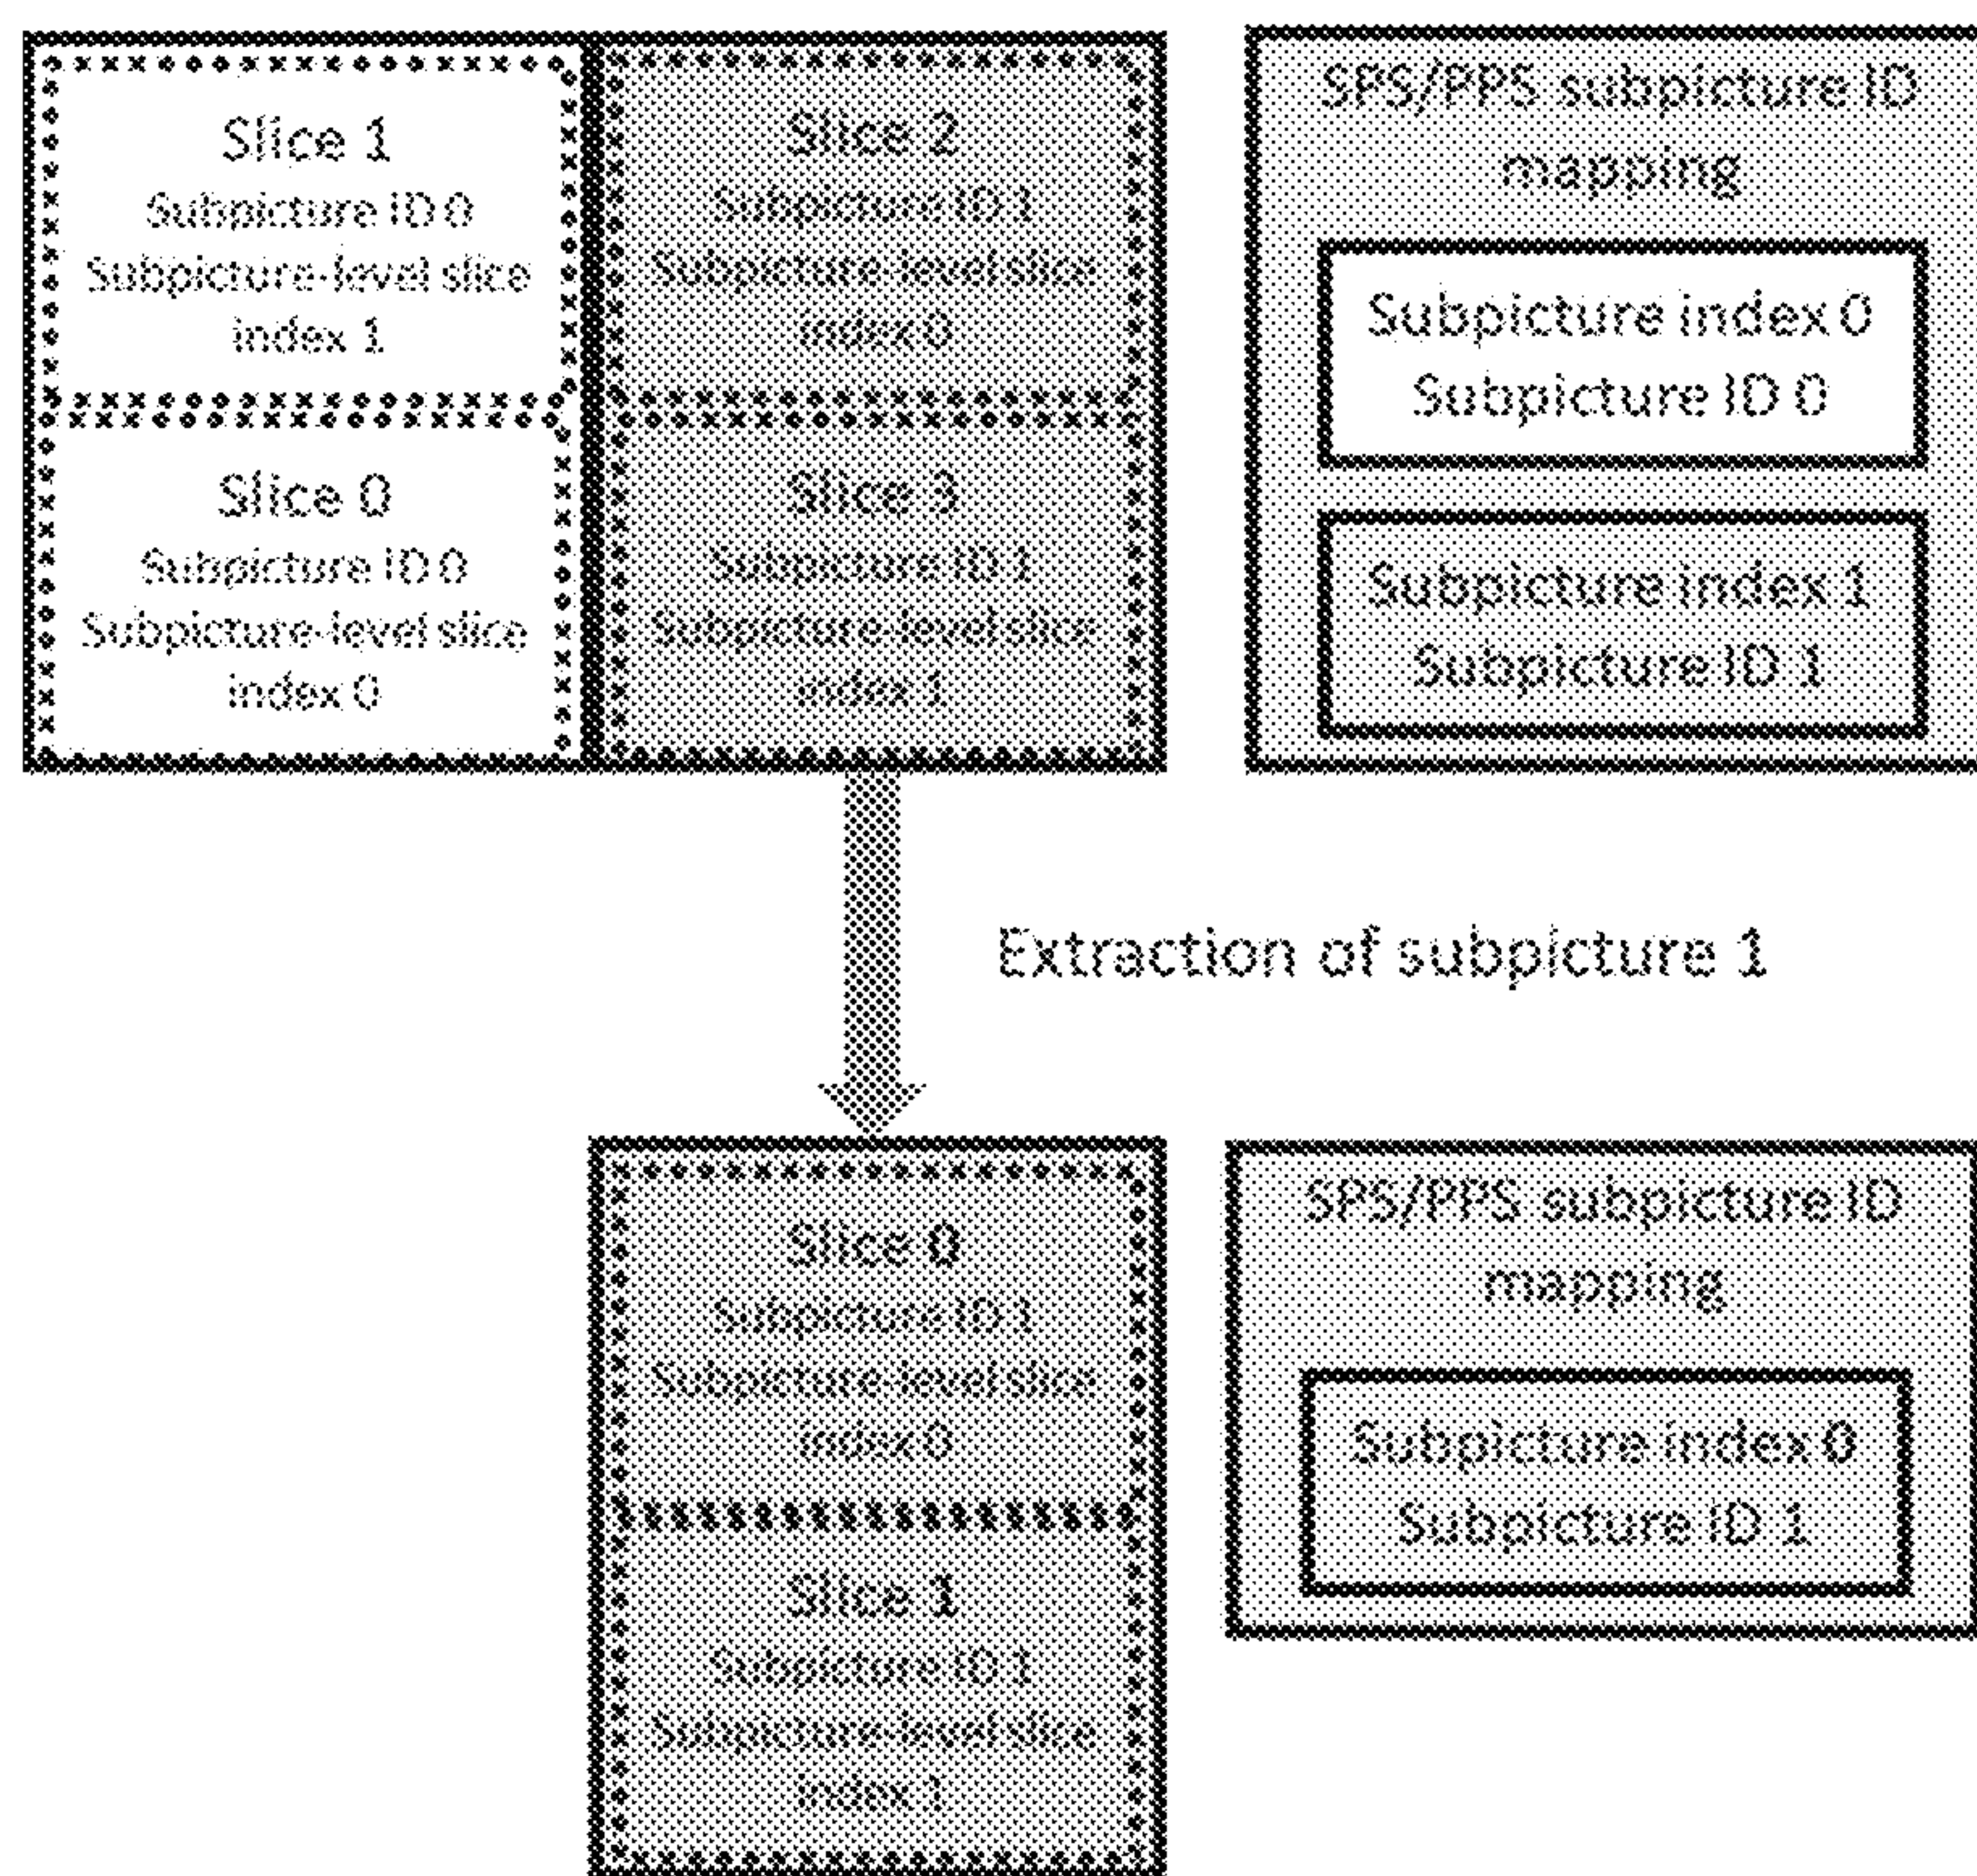 Slice 1
Subpicture ID 0
Subpicture-level slice
index 1
Slice 0
Subpicture ID 0
Subpicture-level slice
index 0
Slice 2
Subpicture ID 1
Subpicture-level slice
index 0
Slice 3
Subpicture ID 1
Subpicture-level slice
index 1
SPS/PPS subpicture ID
mapping
Subpicture index 0
Subpicture ID 0
Subpicture index 1
Subpicture ID 1
Extraction of subpicture 1
Slice 0
Subpicture ID 1
Subpicture-level slice
index 0
Slice 1
Subpicture ID 1
Subpicture-level slice
index 1
SPS/PPS subpicture ID
mapping
Subpicture index 0
Subpicture ID 1